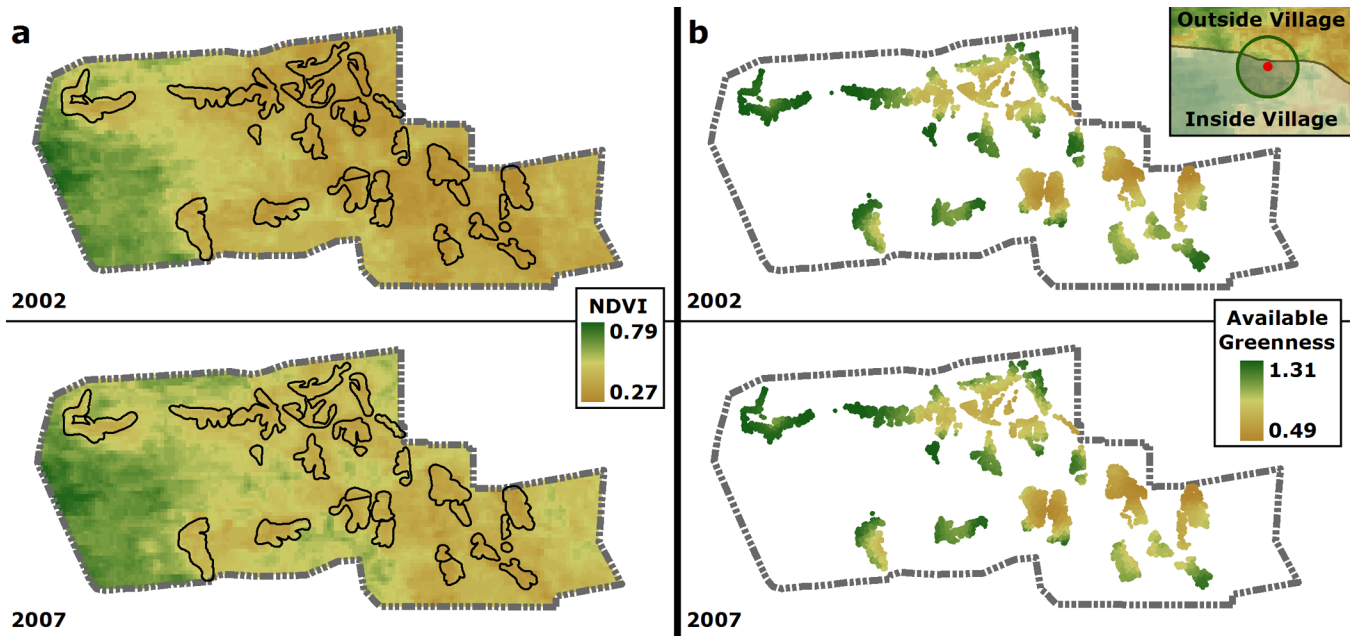 a
2002
NDVI
0.79
0.27
2007
b
Outside Village
Inside Village
2002
Available
Greenness
1.31
0.49
2007